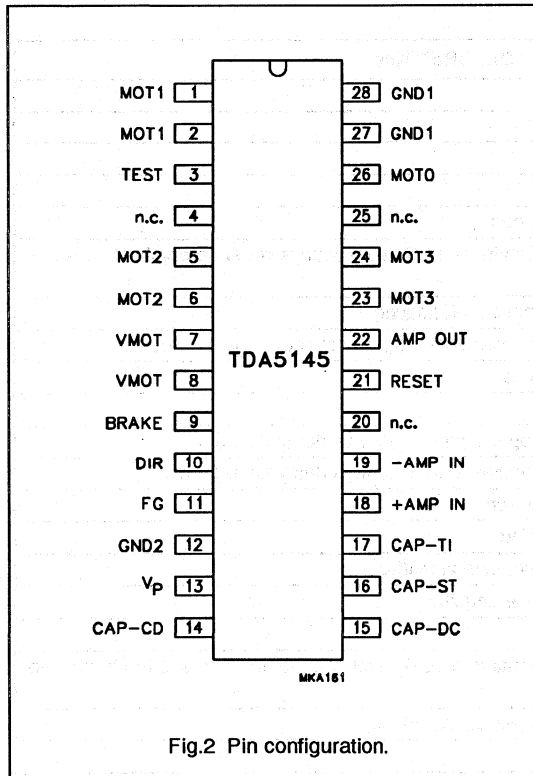 MOT1 1 28 GND1
MOT1 2 27 GND1
TEST 3 26 MOT0
n.c. 4 25 n.c.
MOT2 5 24 MOT3
MOT2 6 23 MOT3
VMOT 7 22 AMP OUT
TDA5145
VMOT 8 21 RESET
BRAKE 9 20 n.c.
DIR 10 19 -AMP IN
FG 11 18 +AMP IN
GND2 12 17 CAP-TI
VP 13 16 CAP-ST
CAP-CD 14 15 CAP-DC
MKA161
Fig.2 Pin configuration.